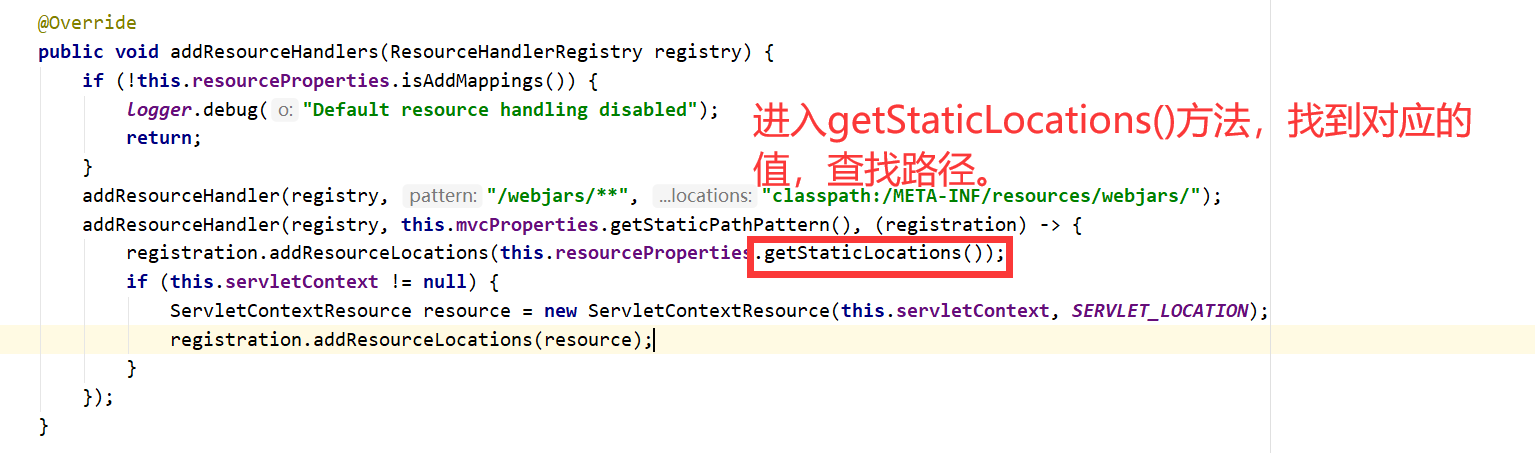 @Override
public void addResourceHandlers(ResourceHandlerRegistry registry) {
if (!this.resourceProperties.isAddMappings()) {
logger.debug( o: "Default resource handling disabled");
return;
}
进入getStaticLocations()方法，找到对应的
值，查找路径。
addResourceHandler(registry, pattern: "/webjars/**", ...locations: "classpath:/META-INF/resources/webjars/");
addResourceHandler(registry, this.mvcProperties.getStaticPathPattern(), (registration) -> {
registration.addResourceLocations(this.resourceProperties.getStaticLocations());
if (this.servletContext != null) {
ServletContextResource resource = new ServletContextResource(this.servletContext, SERVLET_LOCATION);
registration.addResourceLocations(resource);
}
});
}